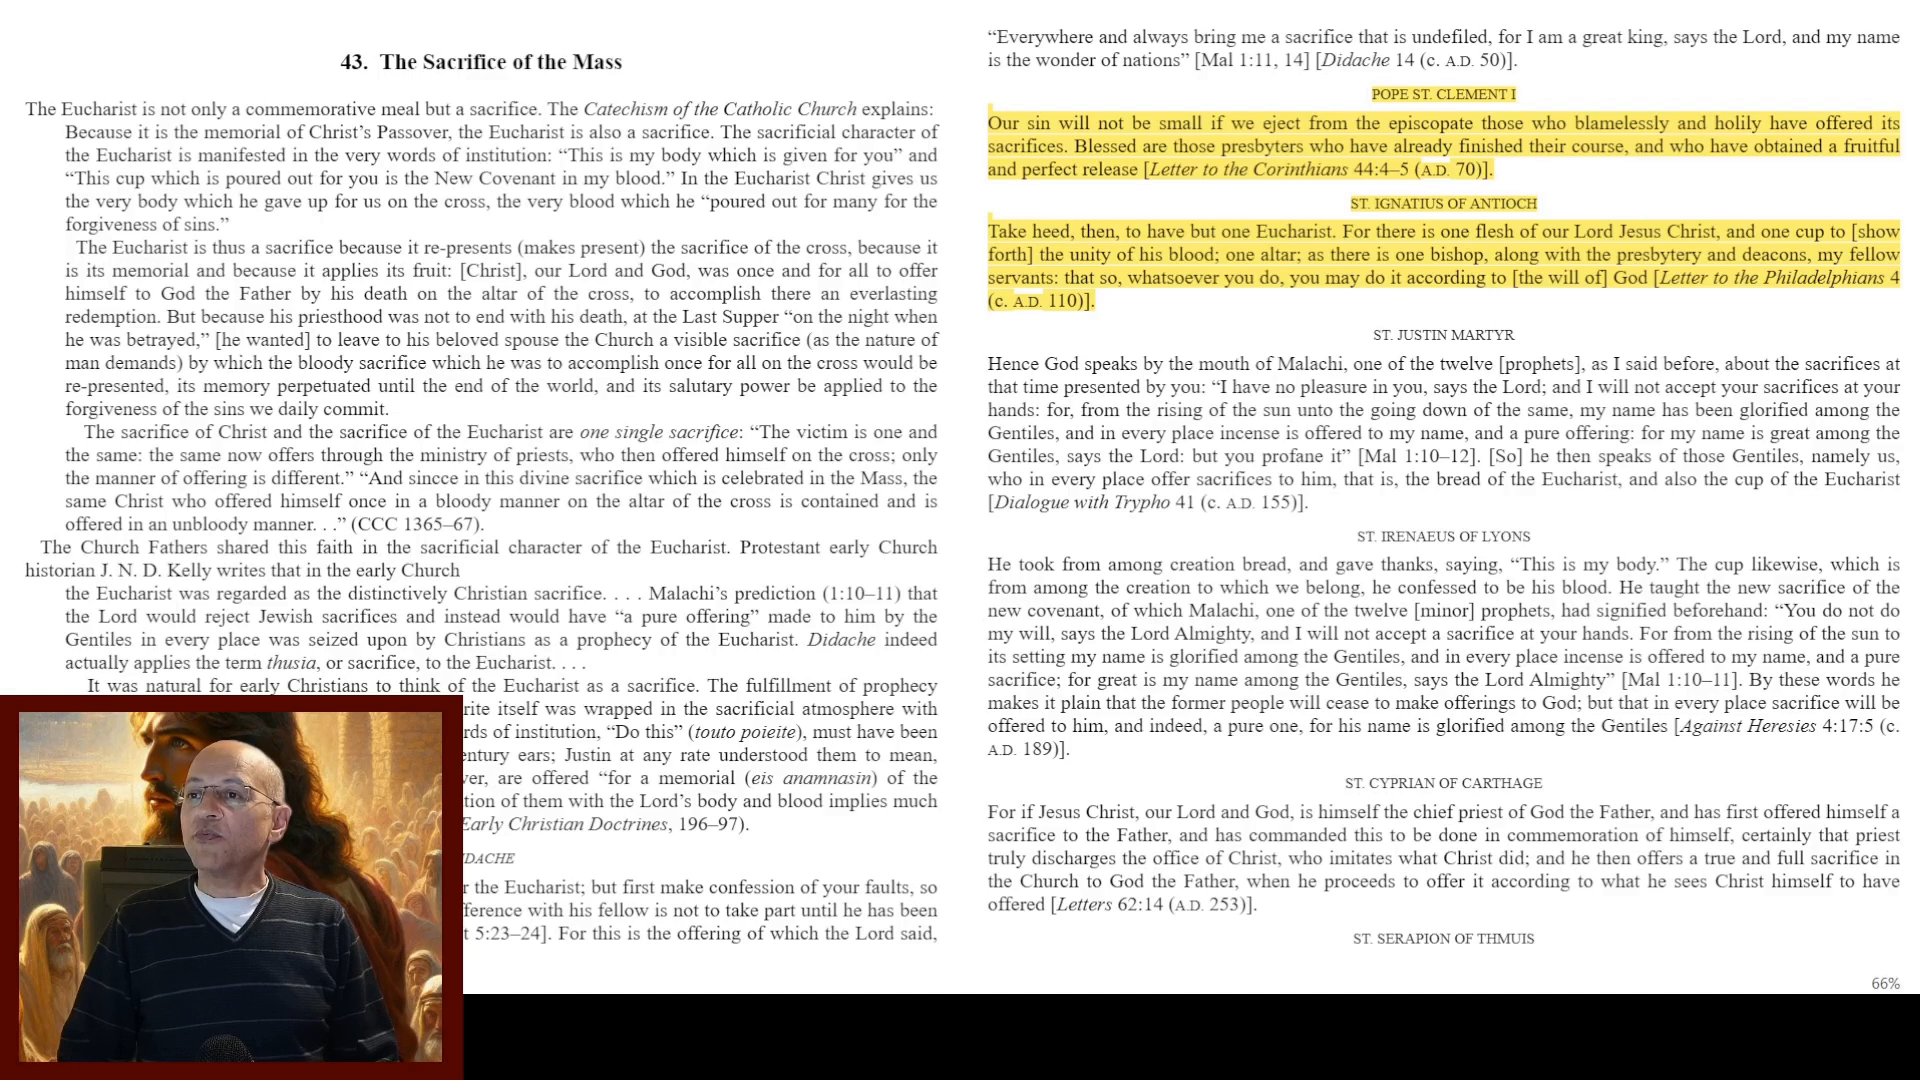 43. The Sacrifice of the Mass
The Eucharist is not only a commemorative meal but a sacrifice. The Catechism of the Catholic Church explains:
Because it is the memorial of Christ’s Passover, the Eucharist is also a sacrifice. The sacrificial character of
the Eucharist is manifested in the very words of institution: “This is my body which is given for you” and
“This cup which is poured out for you is the New Covenant in my blood.” In the Eucharist Christ gives us
the very body which he gave up for us on the cross, the very blood which he “poured out for many for the
forgiveness of sins.”
The Eucharist is thus a sacrifice because it re-presents (makes present) the sacrifice of the cross, because it
is its memorial and because it applies its fruit: [Christ], our Lord and God, was once and for all to offer
himself to God the Father by his death on the altar of the cross, to accomplish there an everlasting
redemption. But because his priesthood was not to end with his death, at the Last Supper “on the night when
he was betrayed,” [he wanted] to leave to his beloved spouse the Church a visible sacrifice (as the nature of
man demands) by which the bloody sacrifice which he was to accomplish once for all on the cross would be
re-presented, its memory perpetuated until the end of the world, and its salutary power be applied to the
forgiveness of the sins we daily commit.
The sacrifice of Christ and the sacrifice of the Eucharist are one single sacrifice: “The victim is one and
the same: the same now offers through the ministry of priests, who then offered himself on the cross; only
the manner of offering is different.” “And sincce in this divine sacrifice which is celebrated in the Mass, the
same Christ who offered himself once in a bloody manner on the altar of the cross is contained and is
offered in an unbloody manner. . .” (CCC 1365–67).
The Church Fathers shared this faith in the sacrificial character of the Eucharist. Protestant early Church
historian J. N. D. Kelly writes that in the early Church
the Eucharist was regarded as the distinctively Christian sacrifice. . . . Malachi’s prediction (1:10–11) that
the Lord would reject Jewish sacrifices and instead would have “a pure offering” made to him by the
Gentiles in every place was seized upon by Christians as a prophecy of the Eucharist. Didache indeed
actually applies the term thusia, or sacrifice, to the Eucharist. . . .
It was natural for early Christians to think of the Eucharist as a sacrifice. The fulfillment of prophecy
rite itself was wrapped in the sacrificial atmosphere with
rds of institution, “Do this” (touto poieite), must have been
entury ears; Justin at any rate understood them to mean,
ver, are offered “for a memorial (eis anamnasin) of the
tion of them with the Lord’s body and blood implies much
Early Christian Doctrines, 196–97).
DACHE
r the Eucharist; but first make confession of your faults, so
ference with his fellow is not to take part until he has been
t 5:23–24]. For this is the offering of which the Lord said,
“Everywhere and always bring me a sacrifice that is undefiled, for I am a great king, says the Lord, and my name
is the wonder of nations” [Mal 1:11, 14] [Didache 14 (c. A.D. 50)].
POPE ST. CLEMENT I
Our sin will not be small if we eject from the episcopate those who blamelessly and holily have offered its
sacrifices. Blessed are those presbyters who have already finished their course, and who have obtained a fruitful
and perfect release [Letter to the Corinthians 44:4–5 (A.D. 70)].
ST. IGNATIUS OF ANTIOCH
Take heed, then, to have but one Eucharist. For there is one flesh of our Lord Jesus Christ, and one cup to [show
forth] the unity of his blood; one altar; as there is one bishop, along with the presbytery and deacons, my fellow
servants: that so, whatsoever you do, you may do it according to [the will of] God [Letter to the Philadelphians 4
(c. A.D. 110)].
ST. JUSTIN MARTYR
Hence God speaks by the mouth of Malachi, one of the twelve [prophets], as I said before, about the sacrifices at
that time presented by you: “I have no pleasure in you, says the Lord; and I will not accept your sacrifices at your
hands: for, from the rising of the sun unto the going down of the same, my name has been glorified among the
Gentiles, and in every place incense is offered to my name, and a pure offering: for my name is great among the
Gentiles, says the Lord: but you profane it” [Mal 1:10–12]. [So] he then speaks of those Gentiles, namely us,
who in every place offer sacrifices to him, that is, the bread of the Eucharist, and also the cup of the Eucharist
[Dialogue with Trypho 41 (c. A.D. 155)].
ST. IRENAEUS OF LYONS
He took from among creation bread, and gave thanks, saying, “This is my body.” The cup likewise, which is
from among the creation to which we belong, he confessed to be his blood. He taught the new sacrifice of the
new covenant, of which Malachi, one of the twelve [minor] prophets, had signified beforehand: “You do not do
my will, says the Lord Almighty, and I will not accept a sacrifice at your hands. For from the rising of the sun to
its setting my name is glorified among the Gentiles, and in every place incense is offered to my name, and a pure
sacrifice; for great is my name among the Gentiles, says the Lord Almighty” [Mal 1:10–11]. By these words he
makes it plain that the former people will cease to make offerings to God; but that in every place sacrifice will be
offered to him, and indeed, a pure one, for his name is glorified among the Gentiles [Against Heresies 4:17:5 (c.
A.D. 189)].
ST. CYPRIAN OF CARTHAGE
For if Jesus Christ, our Lord and God, is himself the chief priest of God the Father, and has first offered himself a
sacrifice to the Father, and has commanded this to be done in commemoration of himself, certainly that priest
truly discharges the office of Christ, who imitates what Christ did; and he then offers a true and full sacrifice in
the Church to God the Father, when he proceeds to offer it according to what he sees Christ himself to have
offered [Letters 62:14 (A.D. 253)].
ST. SERAPION OF THMUIS
66%